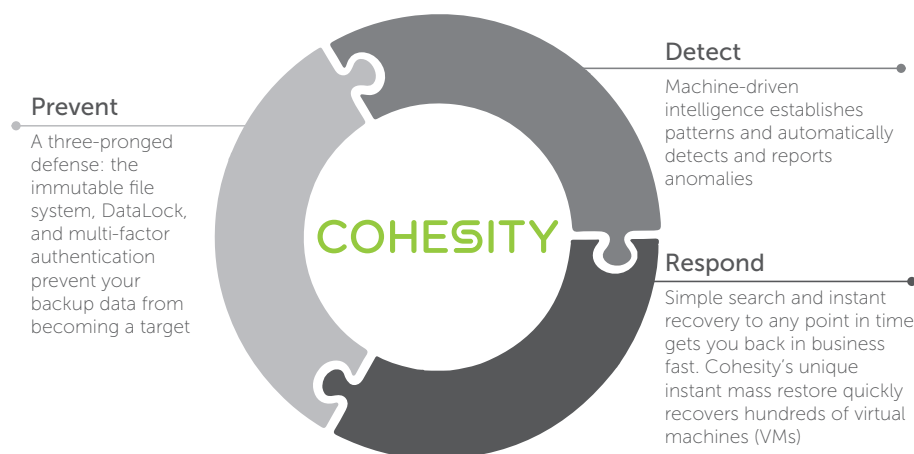 Prevent
A three-pronged
defense: the
immutable file
system, DataLock,
and multi-factor
authentication
prevent your
backup data from
becoming a target
COHESITY
Detect
Machine-driven
intelligence establishes
patterns and automatically
detects and reports
anomalies
Respond
Simple search and instant
recovery to any point in time
gets you back in business
fast. Cohesity’s unique
instant mass restore quickly
recovers hundreds of virtual
machines (VMs)